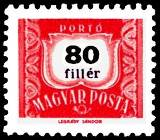 PORTÓ
80
fillér
MAGYAR POSTA
LEGRÁDY SÁNDOR